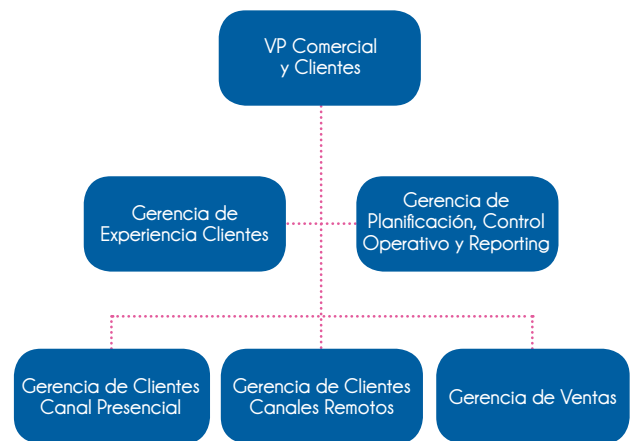 VP Comercial
y Clientes
Gerencia de
Experiencia Clientes
Gerencia de
Planificación, Control
Operativo y Reporting
Gerencia de Clientes
Canal Presencial
Gerencia de Clientes
Canales Remotos
Gerencia de Ventas